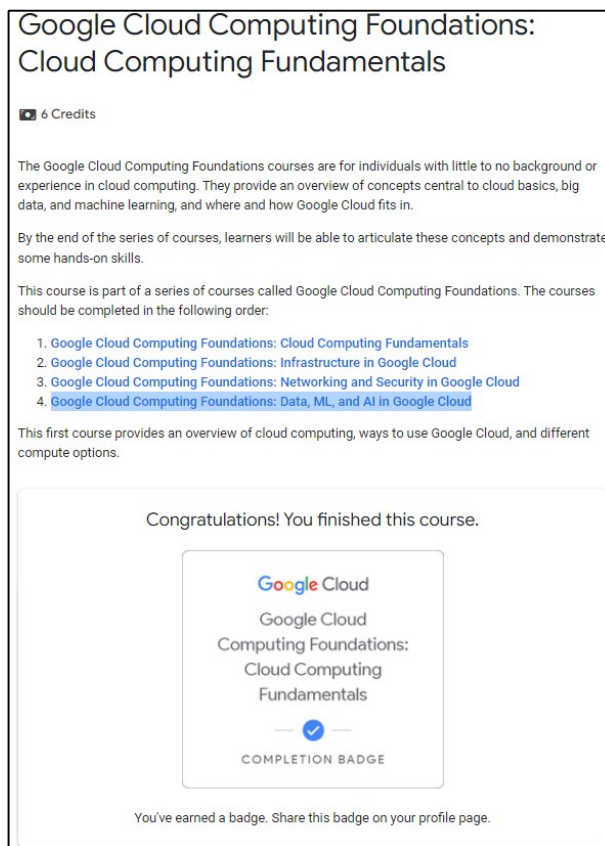 Google Cloud Computing Foundations:
Cloud Computing Fundamentals
6 Credits
The Google Cloud Computing Foundations courses are for individuals with little to no background or
experience in cloud computing. They provide an overview of concepts central to cloud basics, big
data, and machine learning, and where and how Google Cloud fits in.
By the end of the series of courses, learners will be able to articulate these concepts and demonstrate
some hands-on skills.
This course is part of a series of courses called Google Cloud Computing Foundations. The courses
should be completed in the following order:
1. Google Cloud Computing Foundations: Cloud Computing Fundamentals
2. Google Cloud Computing Foundations: Infrastructure in Google Cloud
3. Google Cloud Computing Foundations: Networking and Security in Google Cloud
4. Google Cloud Computing Foundations: Data, ML, and AI in Google Cloud
This first course provides an overview of cloud computing, ways to use Google Cloud, and different
compute options.
Congratulations! You finished this course.
Google Cloud
Google Cloud
Computing Foundations:
Cloud Computing
Fundamentals
COMPLETION BADGE
You've earned a badge. Share this badge on your profile page.